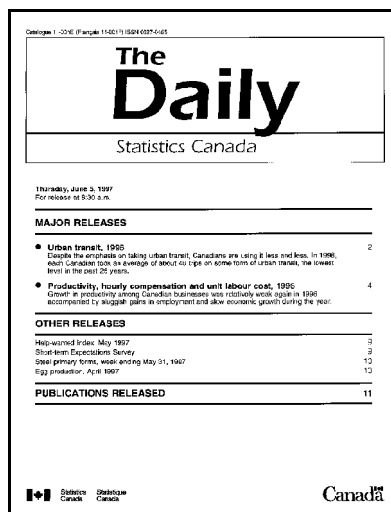 Catalogue 11-001E (Français 11-001F) ISSN 0827-0465
The
Daily
Statistics Canada
Thursday, June 5, 1997
For release at 8:30 a.m.
MAJOR RELEASES
● Urban transit, 1996 2
Despite the emphasis on taking urban transit, Canadians are using it less and less. In 1996,
each Canadian took an average of about 48 trips on some form of urban transit, the lowest
level in the past 25 years.
● Productivity, hourly compensation and unit labour cost, 1996 4
Growth in productivity among Canadian businesses was relatively weak again in 1996
accompanied by sluggish gains in employment and slow economic growth during the year.
OTHER RELEASES
Help-wanted Index, May 1997 9
Short-term Expectations Survey 9
Steel primary forms, week ending May 31, 1997 10
Egg production, April 1997 10
PUBLICATIONS RELEASED 11
Statistics Statistique
Canada Canada
Canada